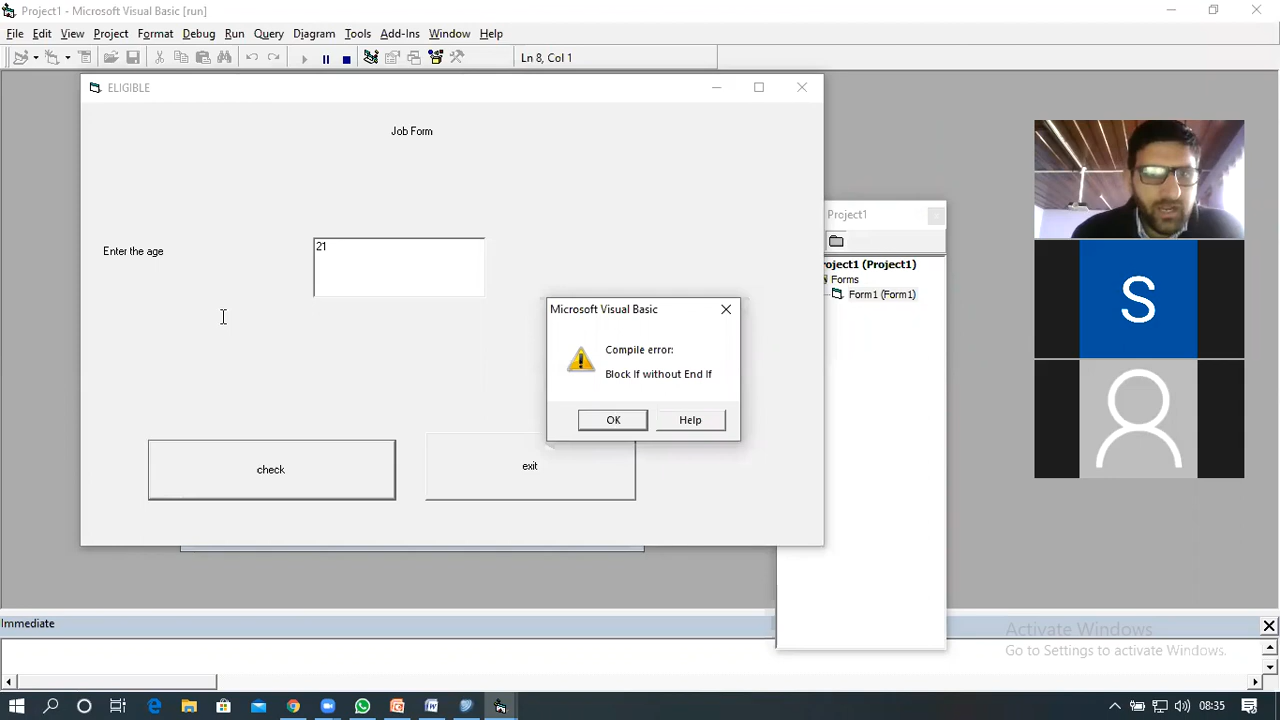 Project1 - Microsoft Visual Basic [run]
File Edit View Project Format Debug Run Query Diagram Tools Add-Ins Window Help
Ln 8, Col 1
ELIGIBLE
Job Form
Project1
Enter the age
21
roject1 (Project1)
Forms
Form1 (Form1)
Microsoft Visual Basic
Compile error:
Block If without End If
OK Help
check
exit
S
Immediate
Activate Windows
Go to Settings to activate Windows.
08:35